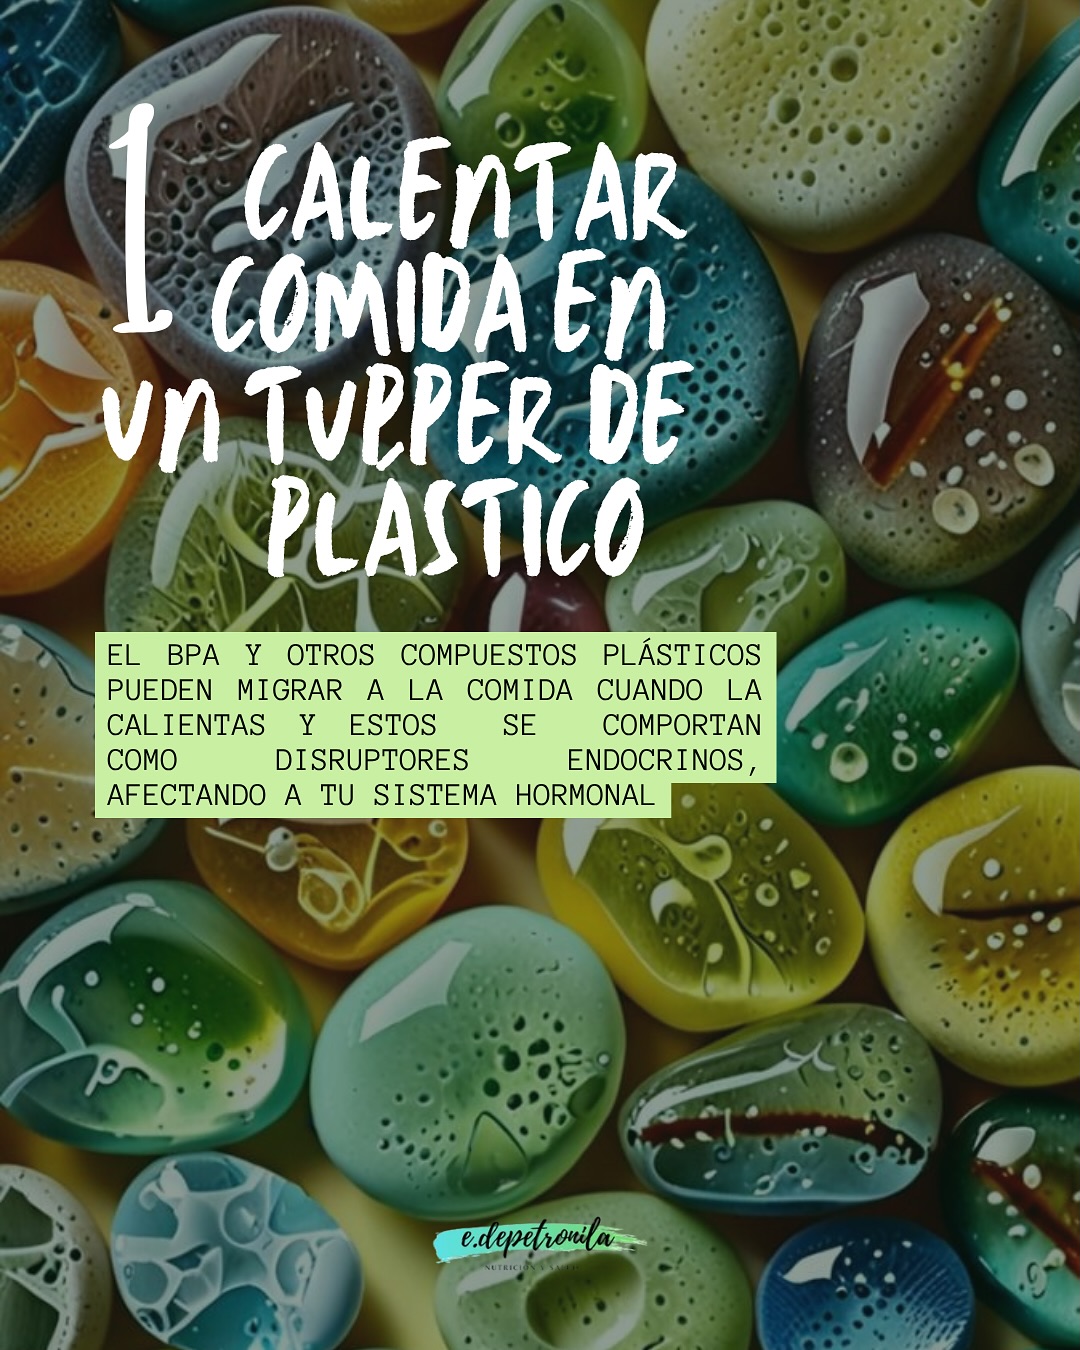 1 CALEnTAR
COMIDA En
un TuPPER DE
PLÁSTICO
EL BPA Y OTROS COMPUESTOS PLÁSTICOS
PUEDEN MIGRAR A LA COMIDA CUANDO LA
CALIENTAS Y ESTOS SE COMPORTAN
COMO DISRUPTORES ENDOCRINOS,
AFECTANDO A TU SISTEMA HORMONAL
e.depetronila